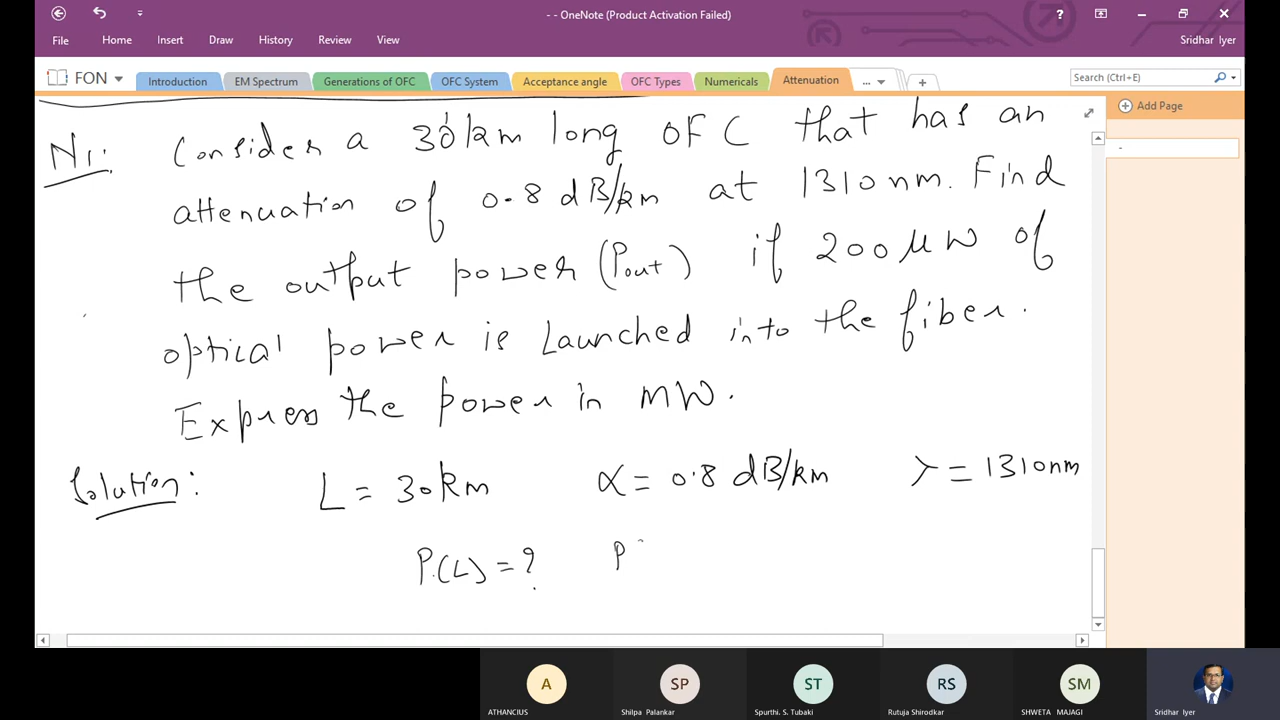 - - OneNote (Product Activation Failed)
File Home Insert Draw History Review View
Sridhar Iyer
FON
Introduction EM Spectrum Generations of OFC OFC System Acceptance angle OFC Types Numericals Attenuation ...
Search (Ctrl+E)
Add Page
N1: Consider a 30km long OFC that has an
attenuation of 0.8 dB/km at 1310nm. Find
the output power (Pout) if 200 μW of
optical power is launched into the fiber.
Express the power in mW.
Solution: L = 30km α = 0.8 dB/km λ = 1310nm
P(L) = ? P
A SP ST RS SM
ATHANCIUS Shilpa Palankar Spurthi. S. Tubaki Rutuja Shirodkar SHWETA MAJAGI Sridhar Iyer